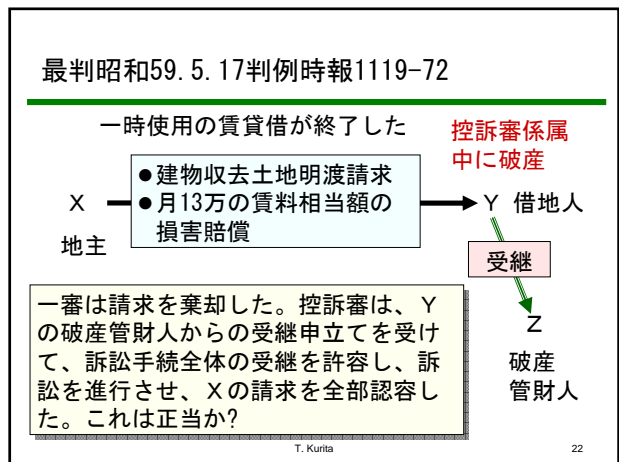 最判昭和59.5.17判例時報1119-72
一時使用の賃貸借が終了した
控訴審係属
中に破産
●建物収去土地明渡請求
●月13万の賃料相当額の
損害賠償
X
地主
Y 借地人
受継
Z
破産
管財人
一審は請求を棄却した。控訴審は、Y
の破産管財人からの受継申立てを受け
て、訴訟手続全体の受継を許容し、訴
訟を進行させ、Xの請求を全部認容し
た。これは正当か?
T. Kurita
22